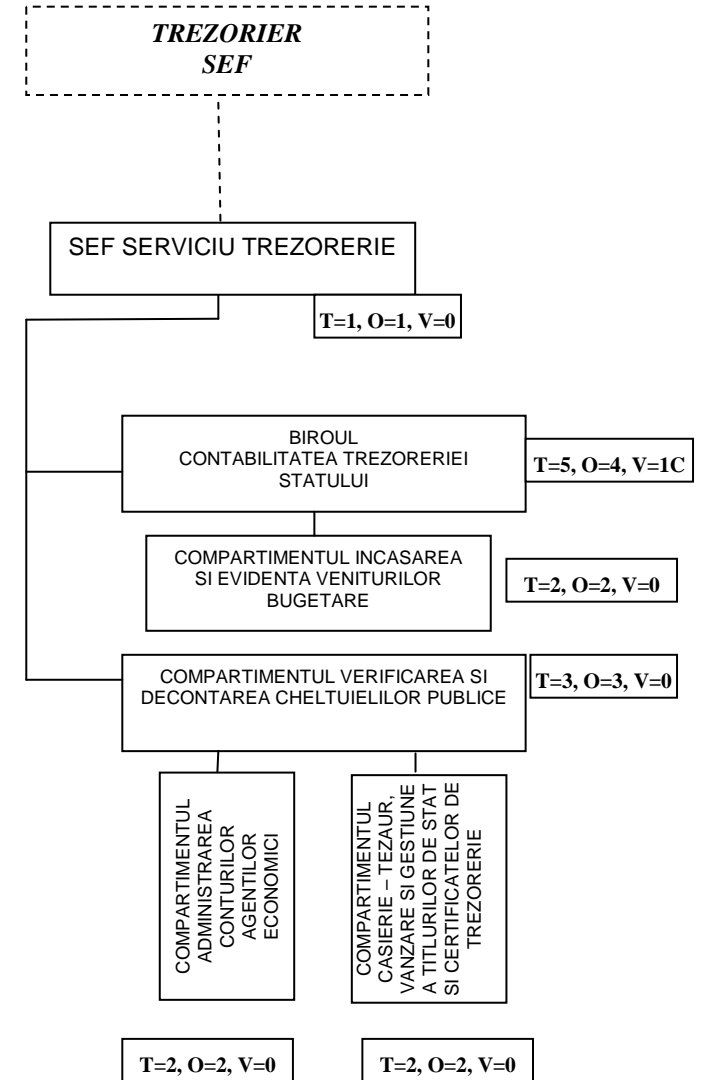 TREZORIER
SEF
SEF SERVICIU TREZORERIE
T=1, O=1, V=0
BIROUL
CONTABILITATEA TREZORERIEI
STATULUI
T=5, O=4, V=1C
COMPARTIMENTUL INCASAREA
SI EVIDENTA VENITURILOR
BUGETARE
T=2, O=2, V=0
COMPARTIMENTUL VERIFICAREA SI
DECONTAREA CHELTUIELILOR PUBLICE
T=3, O=3, V=0
COMPARTIMENTUL
ADMINISTRAREA
CONTURILOR
AGENTILOR
ECONOMICI
COMPARTIMENTUL
CASIERIE – TEZAUR,
VANZARE SI GESTIUNE
A TITLURILOR DE STAT
SI CERTIFICATELOR DE
TREZORERIE
T=2, O=2, V=0
T=2, O=2, V=0